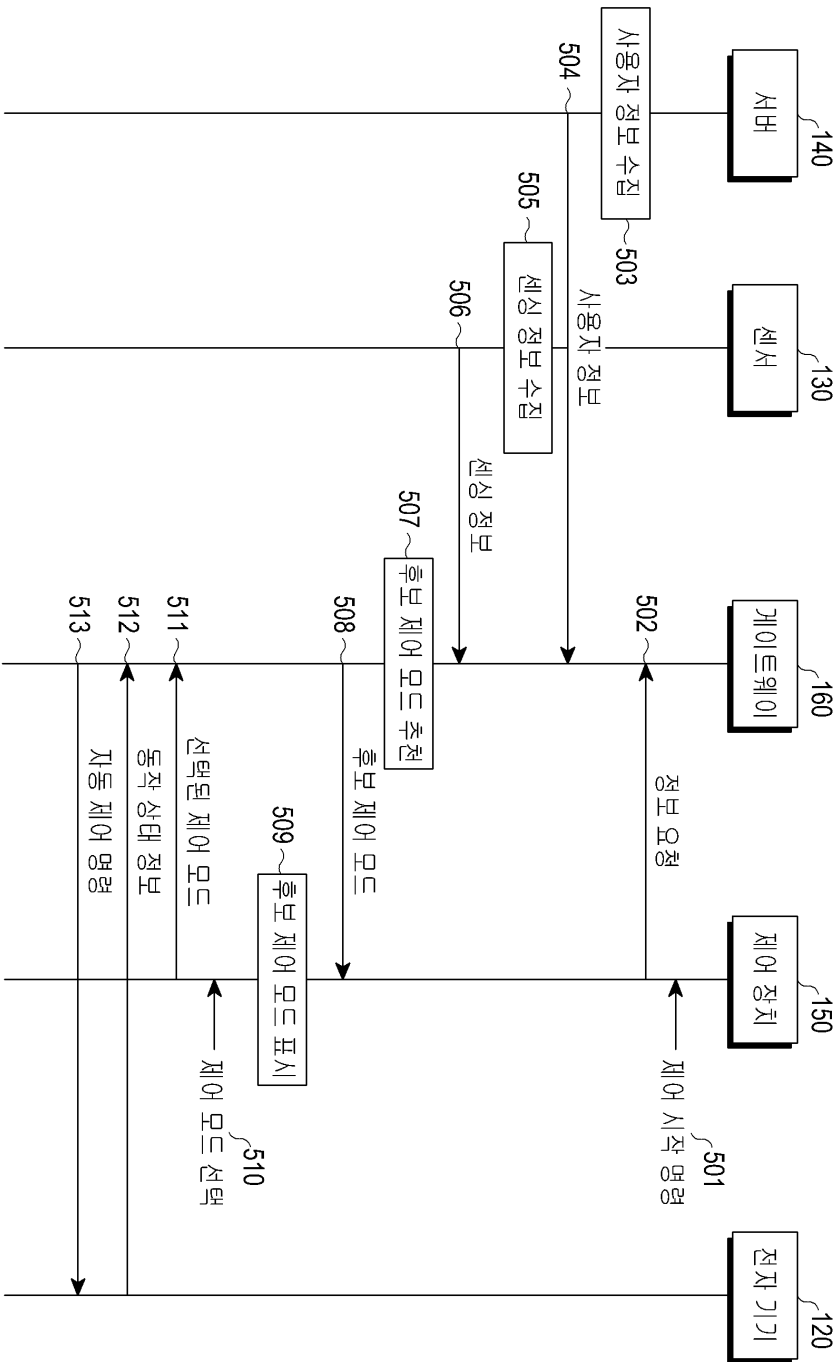 서버
140
센서
130
게이트웨이
160
제어 장치
150
전자 기기
120
제어 시작 명령
501
502
정보 요청
사용자 정보 수집
503
504
사용자 정보
505
센싱 정보 수집
506
센싱 정보
507
후보 제어 모드 추천
508
후보 제어 모드
509
후보 제어 모드 표시
제어 모드 선택
510
511
선택된 제어 모드
512
동작 상태 정보
513
자동 제어 명령